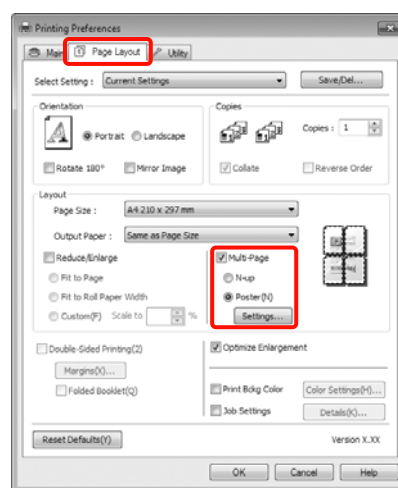 Printing Preferences
Main Page Layout Utility
Select Setting : Current Settings Save/Del...
Orientation Copies
Portrait Landscape Copies : 1
Rotate 180° Mirror Image Collate Reverse Order
Layout
Page Size : A4 210 x 297 mm
Output Paper : Same as Page Size
Reduce/Enlarge Multi-Page
Fit to Page N-up
Fit to Roll Paper Width Poster(N)
Custom(F) Scale to % Settings...
Double-Sided Printing(2) Optimize Enlargement
Margins(X)...
Folded Booklet(Q) Print Bckg Color Color Settings(H)...
Job Settings Details(K)...
Reset Defaults(Y) Version X.XX
OK Cancel Help